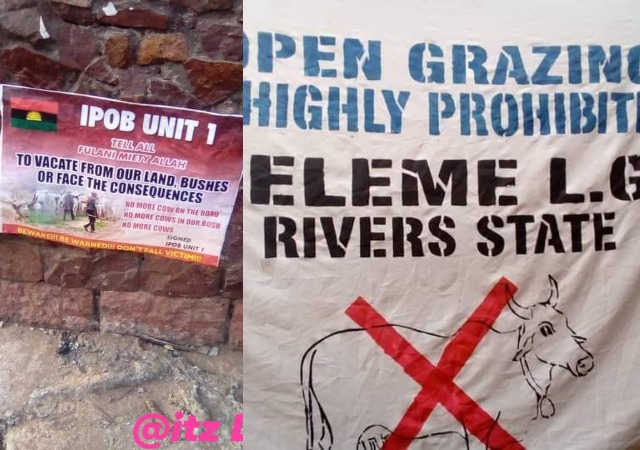 IPOB UNIT 1
TELL ALL
FULANI MIETY ALLAH
TO VACATE FROM OUR LAND, BUSHES
OR FACE THE CONSEQUENCES
NO MORE COW ON THE ROAD
NO MORE COWS IN OUR BUSH
NO MORE COWS
SIGNED
IPOB UNIT 1
BEWARE!!! BE WARNED!!! DON'T FALL VICTIM!!!
@itz
OPEN GRAZING
HIGHLY PROHIBIT
ELEME L.G
RIVERS STATE